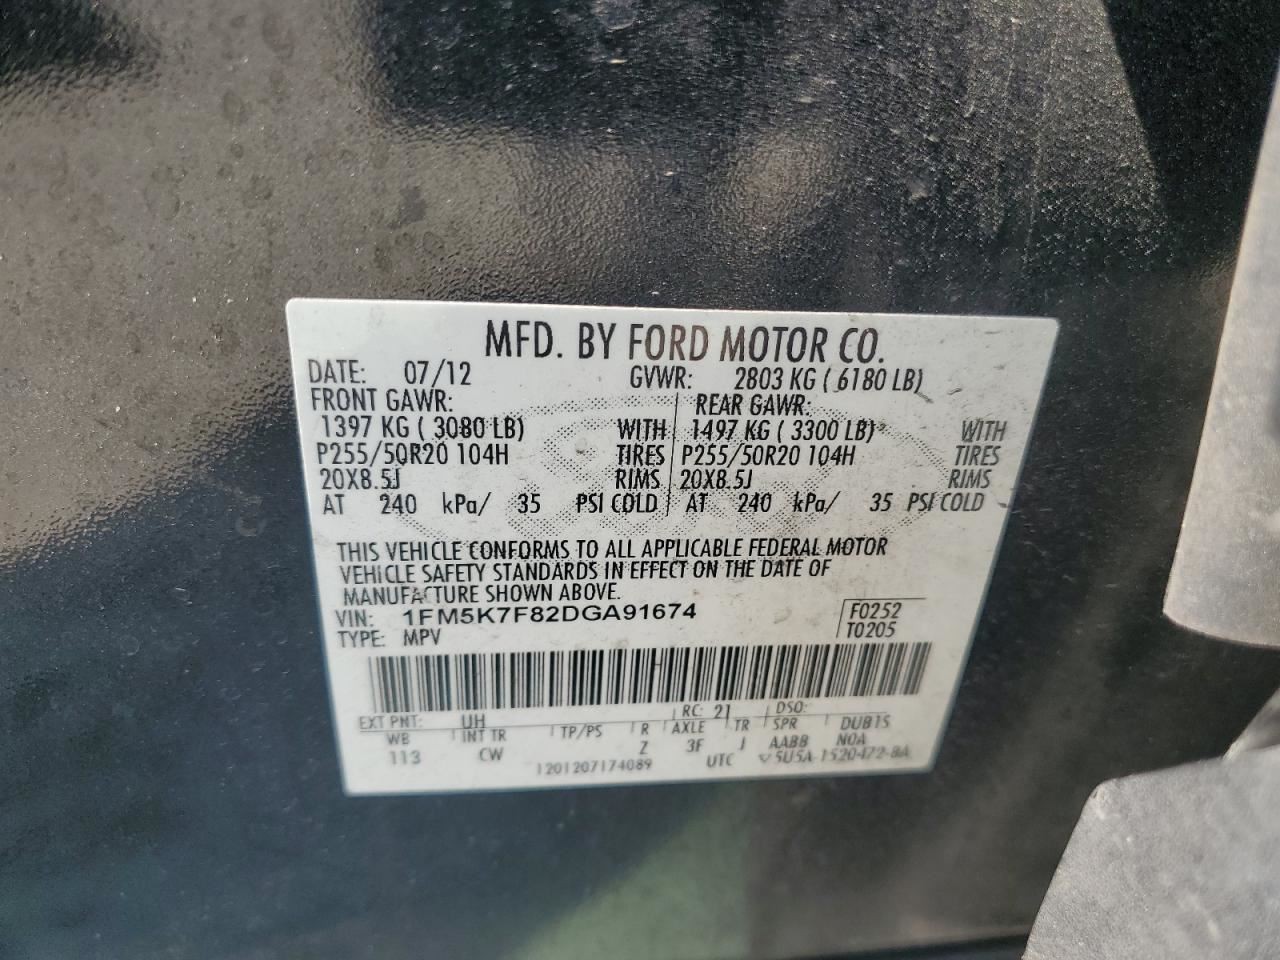 MFD. BY FORD MOTOR CO.
DATE: 07/12 GVWR: 2803 KG ( 6180 LB)
FRONT GAWR: REAR GAWR:
1397 KG ( 3080 LB) WITH 1497 KG ( 3300 LB) WITH
P255/50R20 104H TIRES P255/50R20 104H TIRES
20X8.5J RIMS 20X8.5J RIMS
AT 240 kPa/ 35 PSI COLD AT 240 kPa/ 35 PSI COLD
THIS VEHICLE CONFORMS TO ALL APPLICABLE FEDERAL MOTOR
VEHICLE SAFETY STANDARDS IN EFFECT ON THE DATE OF
MANUFACTURE SHOWN ABOVE.
VIN: 1FM5K7F82DGA91674 F0252
TYPE: MPV T0205
EXT PNT: UH RC: 21 DSO:
WB INT TR TP/PS R AXLE TR SPR DUB1S
113 CW Z 3F J AABB N0A
1201207174089 UTC V5U5A-1520472-BA